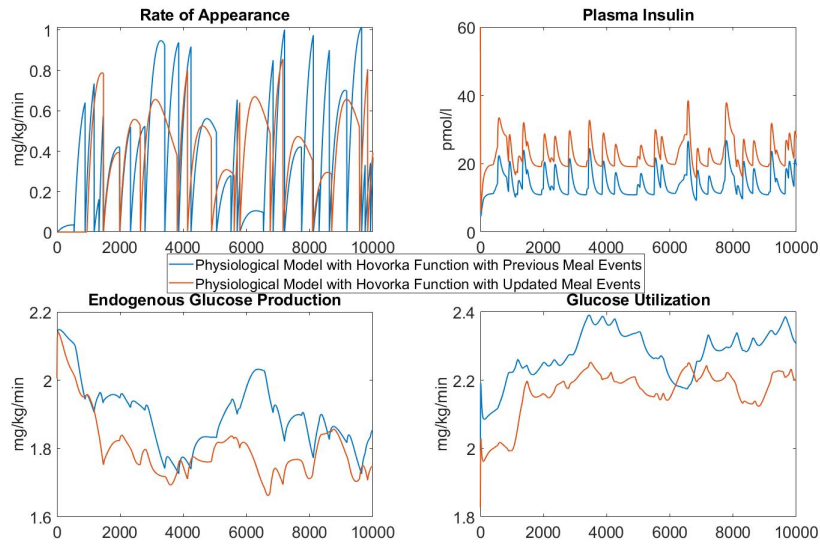 Rate of Appearance
mg/kg/min
1
0.8
0.6
0.4
0.2
0
0 2000 4000 6000 8000 10000
Plasma Insulin
pmol/l
60
40
20
0
0 2000 4000 6000 8000 10000
Physiological Model with Hovorka Function with Previous Meal Events
Physiological Model with Hovorka Function with Updated Meal Events
Endogenous Glucose Production
mg/kg/min
2.2
2
1.8
1.6
0 2000 4000 6000 8000 10000
Glucose Utilization
mg/kg/min
2.4
2.2
2
1.8
0 2000 4000 6000 8000 10000